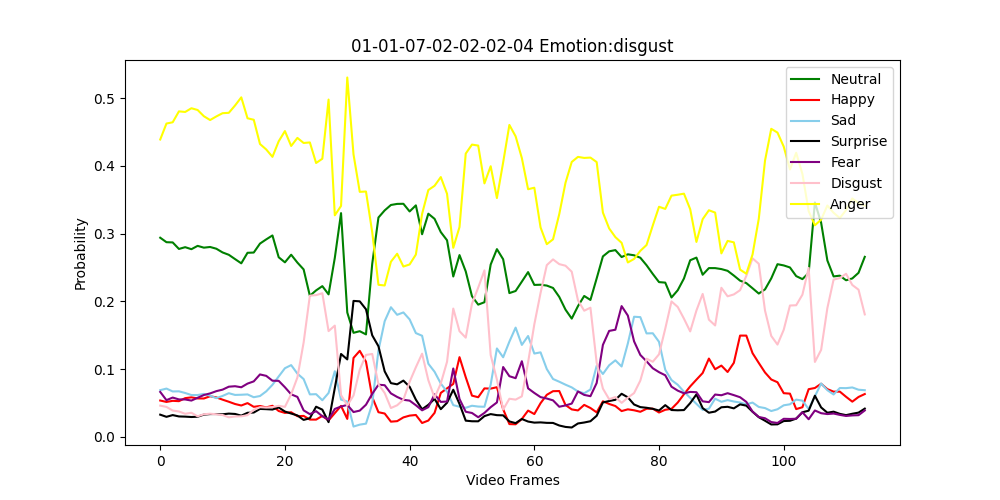 01-01-07-02-02-02-04 Emotion:disgust
Probability
0.5
0.4
0.3
0.2
0.1
0.0
0
20
40
60
80
100
Video Frames
Neutral
Happy
Sad
Surprise
Fear
Disgust
Anger